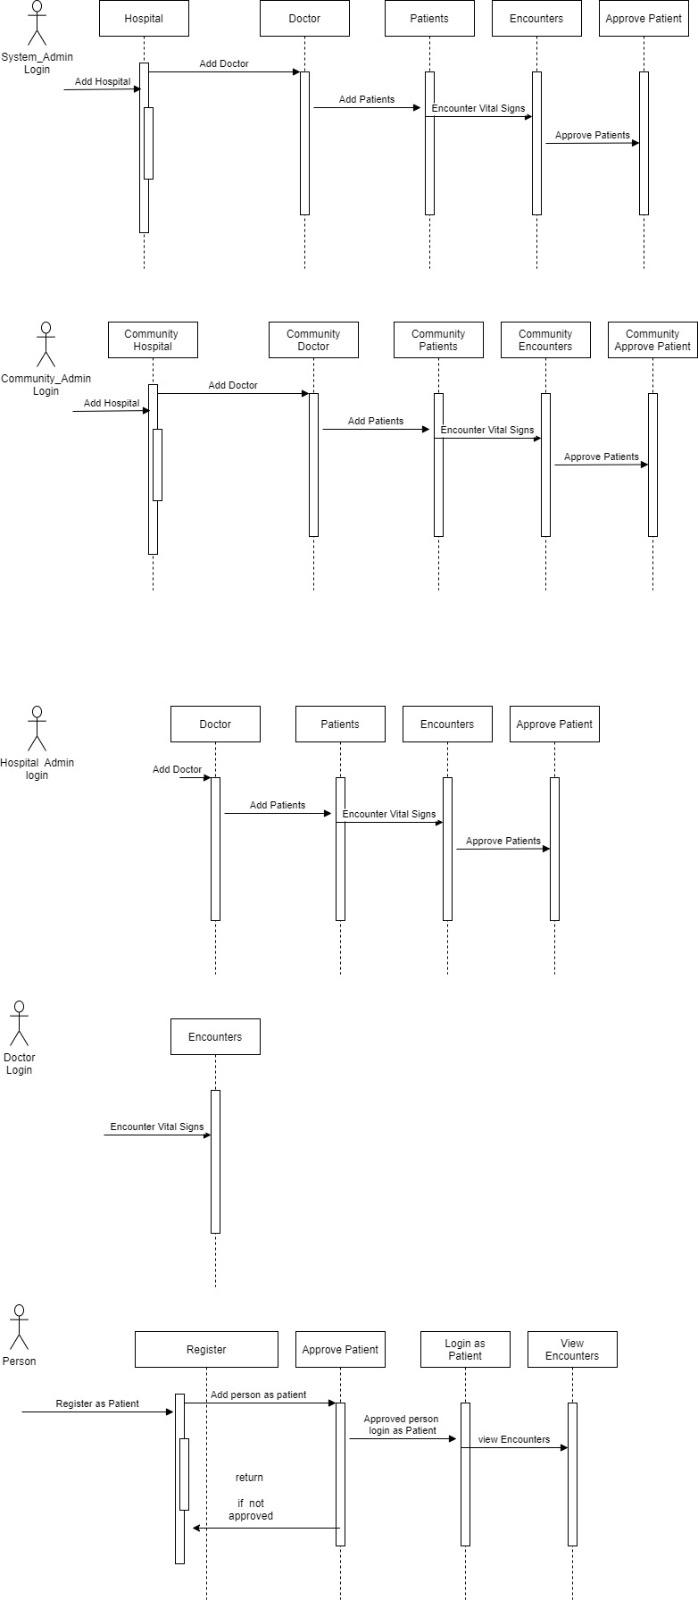 Hospital
Doctor
Patients
Encounters
Approve Patient
System_Admin
Login
Add Doctor
Add Hospital
Add Patients
Encounter Vital Signs
Approve Patients
Community
Hospital
Community
Doctor
Community
Patients
Community
Encounters
Community
Approve Patient
Community_Admin
Login
Add Doctor
Add Hospital
Add Patients
Encounter Vital Signs
Approve Patients
Doctor
Patients
Encounters
Approve Patient
Hospital_Admin
login
Add Doctor
Add Patients
Encounter Vital Signs
Approve Patients
Doctor
Login
Encounters
Encounter Vital Signs
Person
Register
Approve Patient
Login as
Patient
View
Encounters
Add person as patient
Register as Patient
Approved person
login as Patient
view Encounters
return
if not
approved